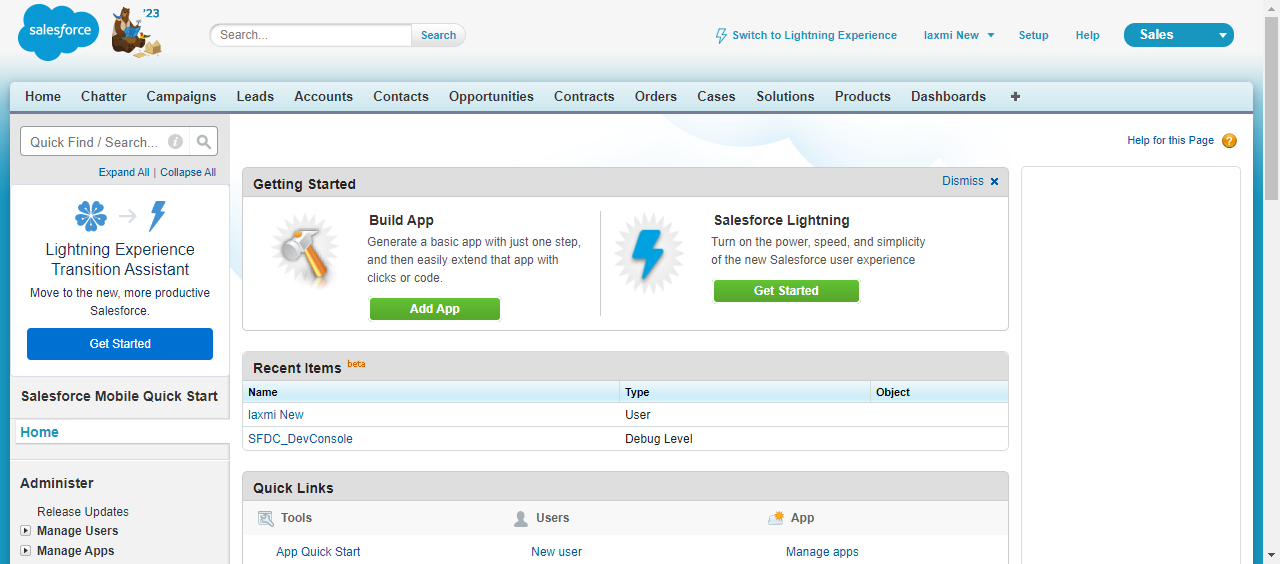 salesforce
'23
Search...
Search
Switch to Lightning Experience
laxmi New
Setup
Help
Sales
Home
Chatter
Campaigns
Leads
Accounts
Contacts
Opportunities
Contracts
Orders
Cases
Solutions
Products
Dashboards
+
Quick Find / Search...
i
Expand All | Collapse All
Lightning Experience
Transition Assistant
Move to the new, more productive
Salesforce.
Get Started
Salesforce Mobile Quick Start
Home
Administer
Release Updates
Manage Users
Manage Apps
Help for this Page
?
Getting Started
Dismiss
Build App
Generate a basic app with just one step,
and then easily extend that app with
clicks or code.
Add App
Salesforce Lightning
Turn on the power, speed, and simplicity
of the new Salesforce user experience
Get Started
Recent Items beta
Name
Type
Object
laxmi New
User
SFDC_DevConsole
Debug Level
Quick Links
Tools
Users
App
App Quick Start
New user
Manage apps